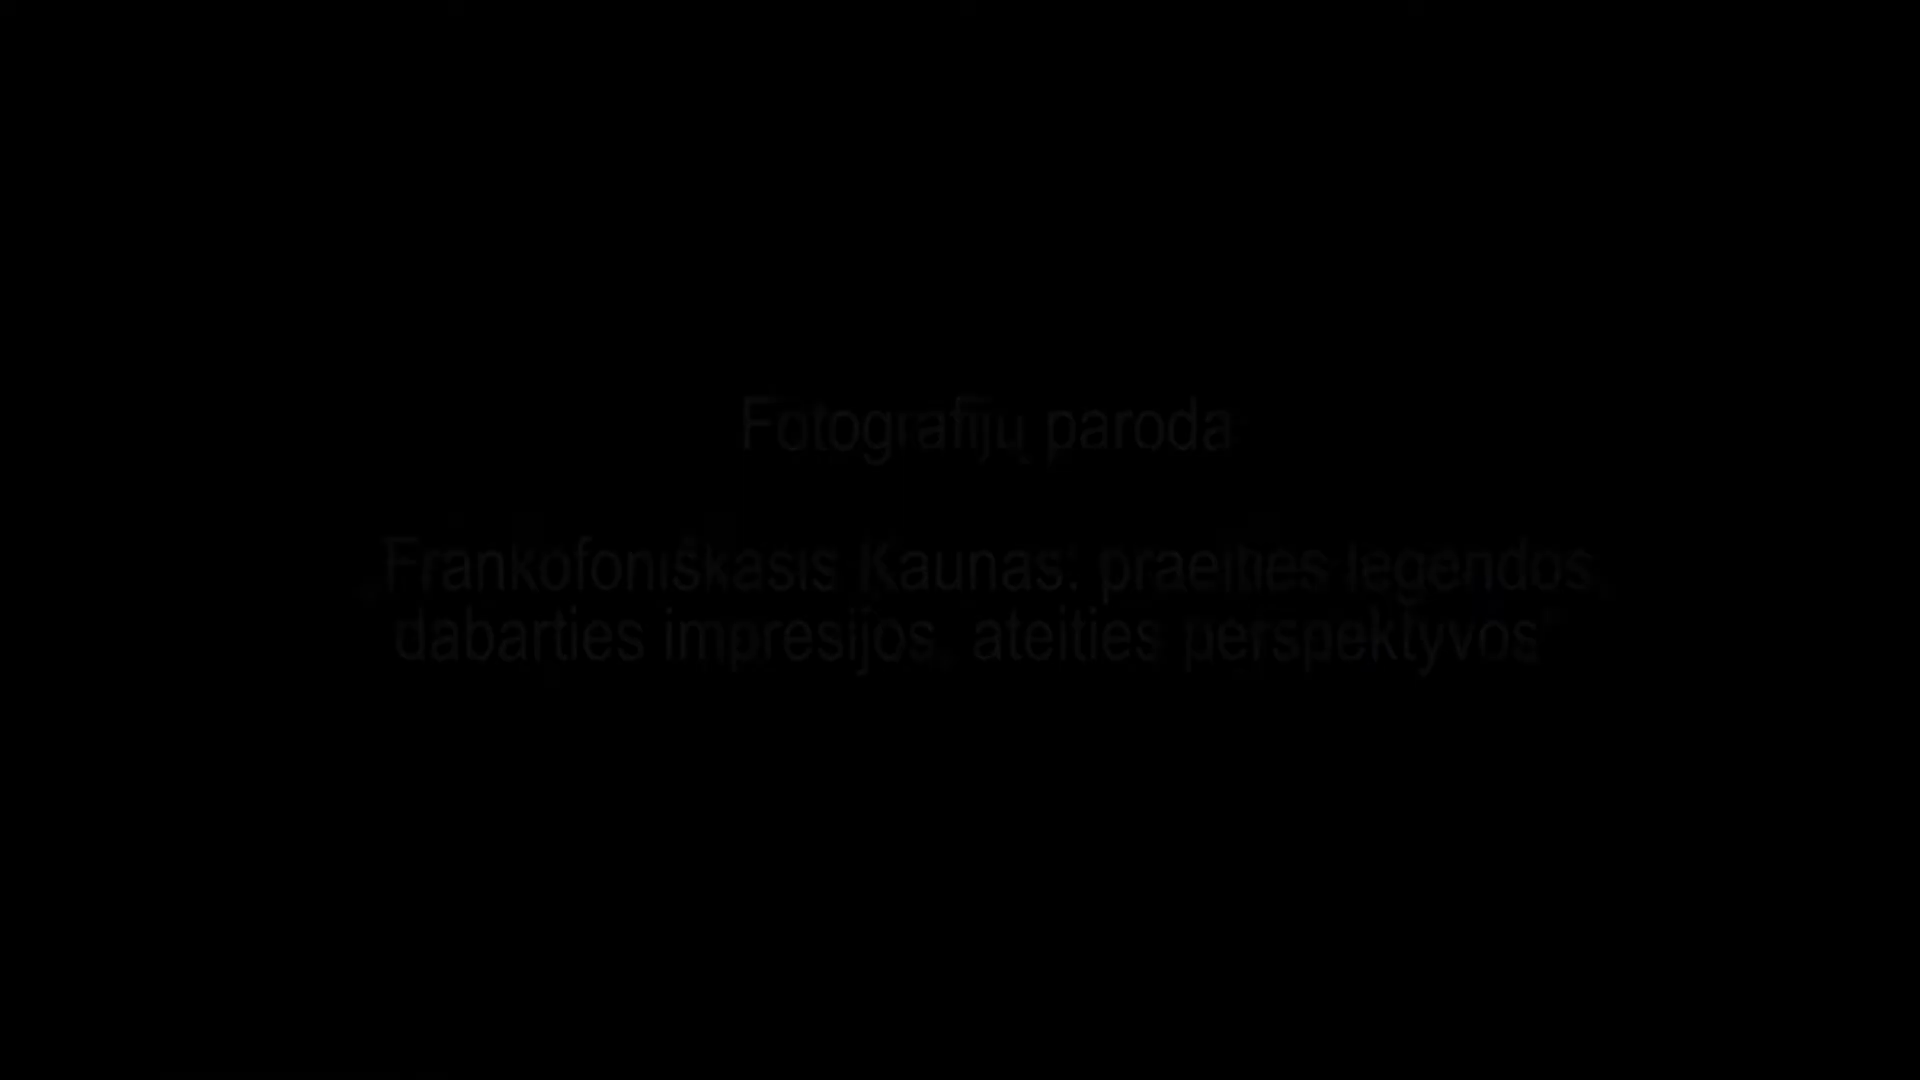 Fotografijų paroda
„Frankofoniškasis Kaunas: praeities legendos,
dabarties impresijos, ateities perspektyvos“